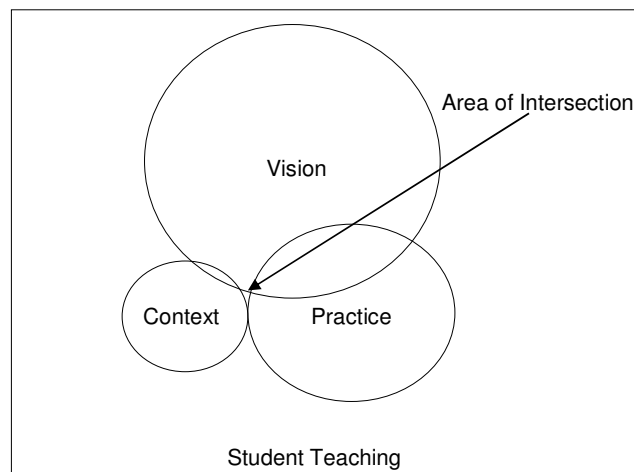 Area of Intersection
Vision
Context
Practice
Student Teaching